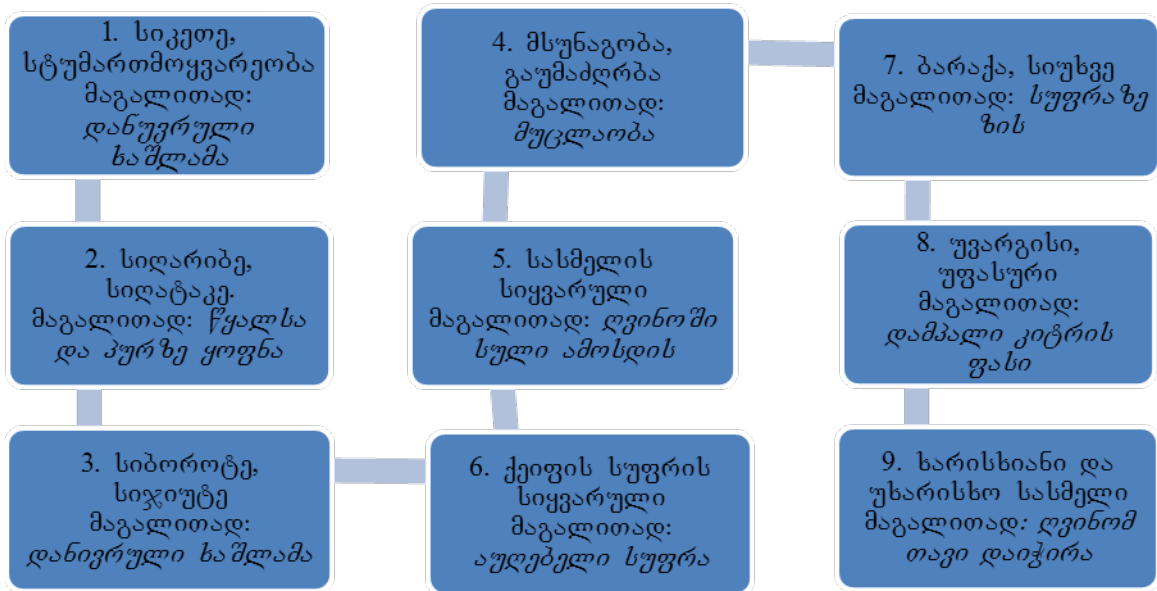 1. სიკეთე,
სტუმართმოყვარეობა
მაგალითად:
დანუვრული
ხაშლამა
2. სიღარიბე,
სიღატაკე.
მაგალითად: წყალსა
და პურზე ყოფნა
3. სიბოროტე,
სიჯიუტე
მაგალითად:
დანივრული ხაშლამა
4. მსუნაგობა,
გაუმაძღრბა
მაგალითად:
მუცლაობა
5. სასმელის
სიყვარული
მაგალითად: ღვინოში
სული ამოსდის
6. ქეიფის სუფრის
სიყვარული
მაგალითად:
აუღებელი სუფრა
7. ბარაქა, სიუხვე
მაგალითად: სუფრაზე
ზის
8. უვარგისი,
უფასური
მაგალითად:
დამპალი კიტრის
ფასი
9. ხარისხიანი და
უხარისხო სასმელი
მაგალითად: ღვინომ
თავი დაიჭირა